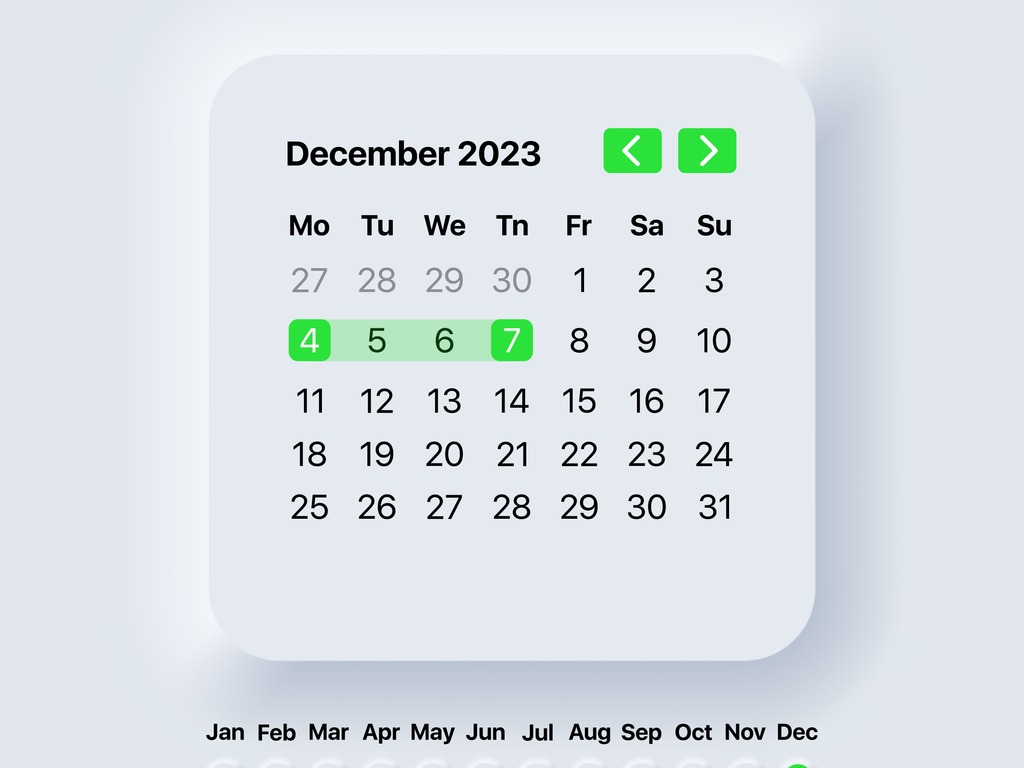 December 2023
Mo Tu We Tn Fr Sa Su
27 28 29 30 1 2 3
4 5 6 7 8 9 10
11 12 13 14 15 16 17
18 19 20 21 22 23 24
25 26 27 28 29 30 31
Jan Feb Mar Apr May Jun Jul Aug Sep Oct Nov Dec